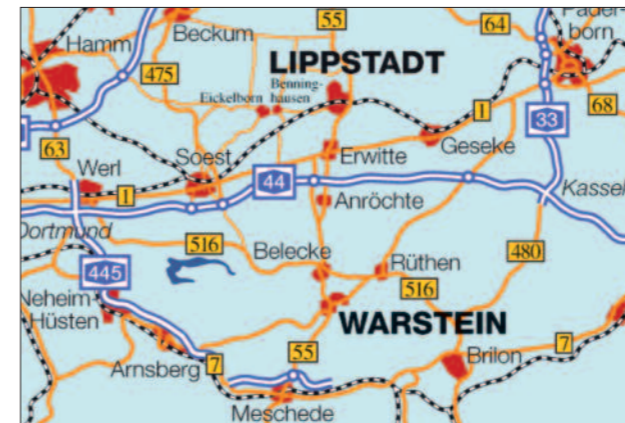 55
64
Pader-
born
Hamm
Beckum
LIPPSTADT
475
Benning-
hausen
Eickelborn
1
33
68
63
Werl
Soest
Erwitte
Geseke
44
1
Anröchte
Kassel
Dortmund
516
Belecke
Rüthen
480
445
516
Neheim-
Hüsten
WARSTEIN
Arnsberg
7
55
Brilon
7
Meschede